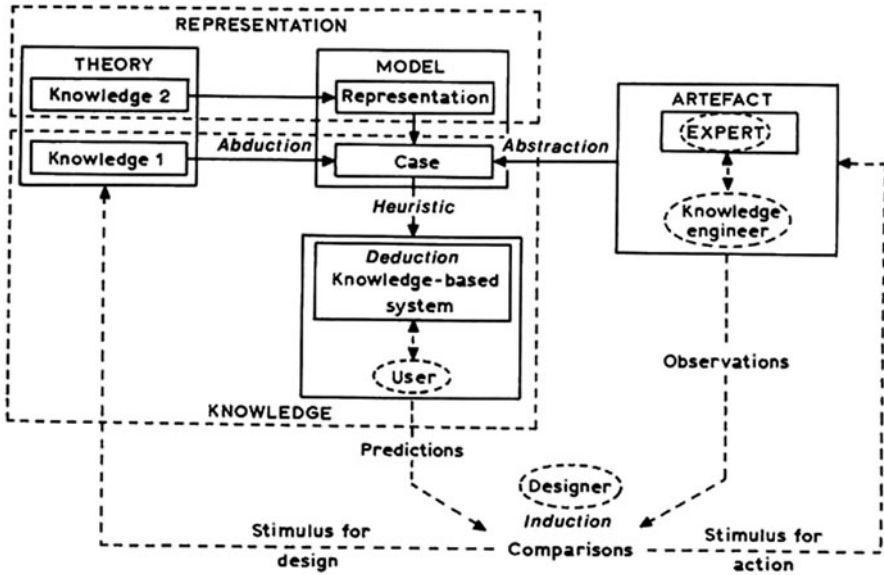 REPRESENTATION
THEORY
MODEL
Knowledge 2
Representation
ARTEFACT
EXPERT
Knowledge 1
Abduction
Case
Abstraction
Knowledge
engineer
Heuristic
Deduction
Knowledge-based
system
User
Observations
KNOWLEDGE
Predictions
Designer
Induction
Stimulus for
design
Comparisons
Stimulus for
action